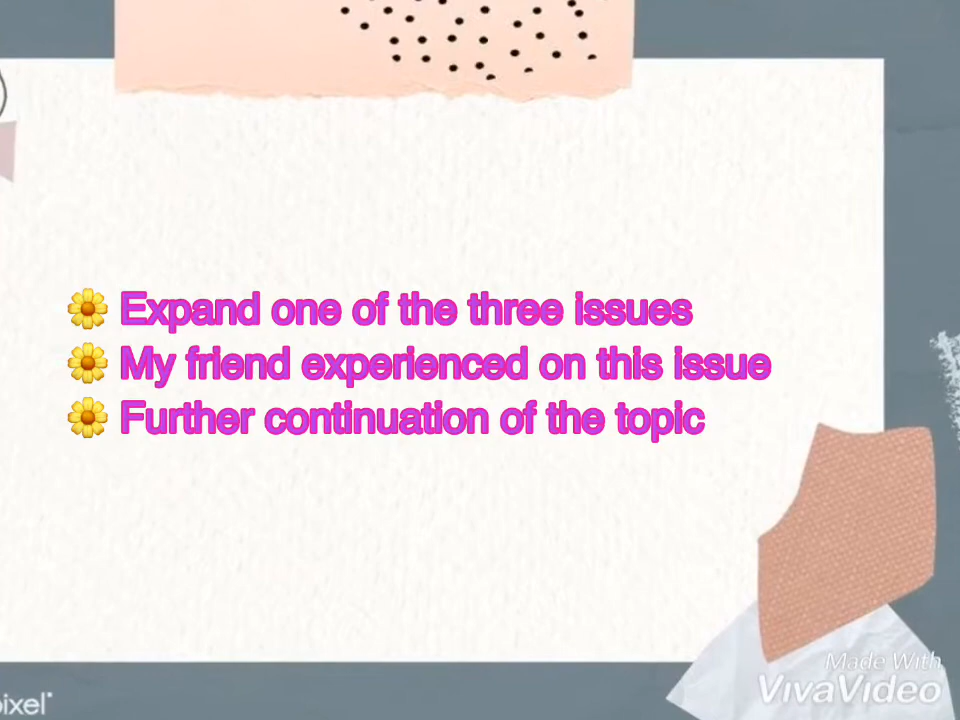 🌼 Expand one of the three issues
🌼 My friend experienced on this issue
🌼 Further continuation of the topic
Made With
VivaVideo